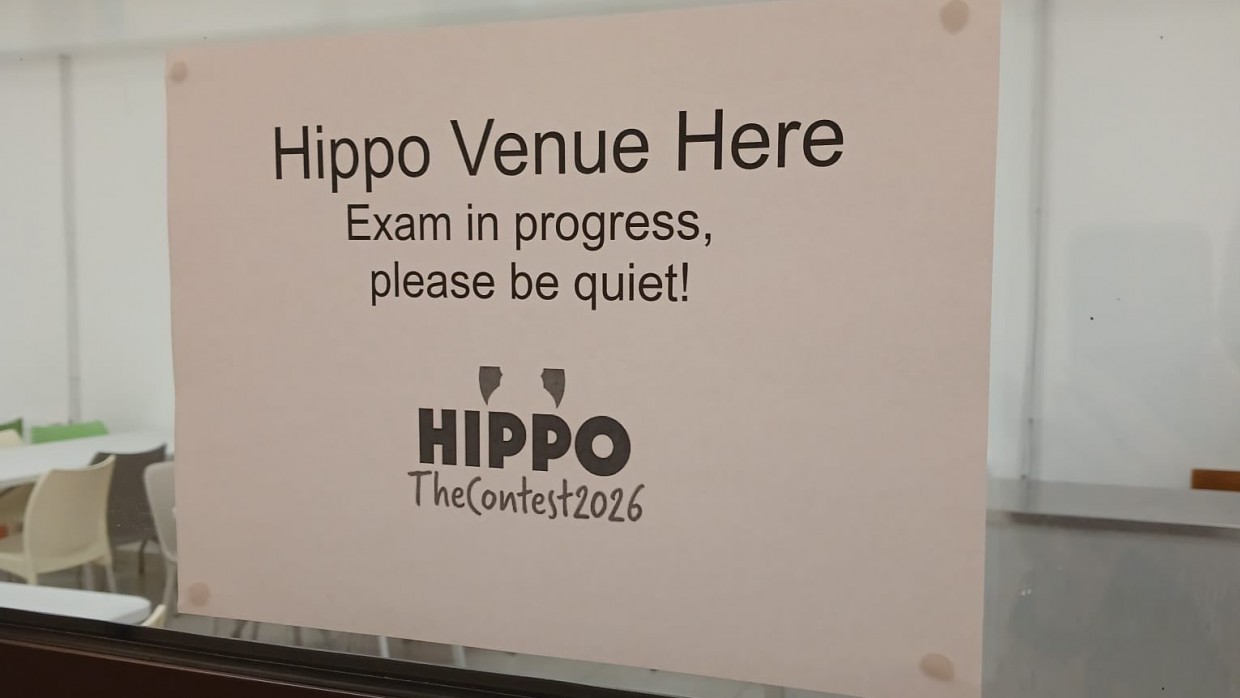 Hippo Venue Here
Exam in progress,
please be quiet!
HIPPO
TheContest2026